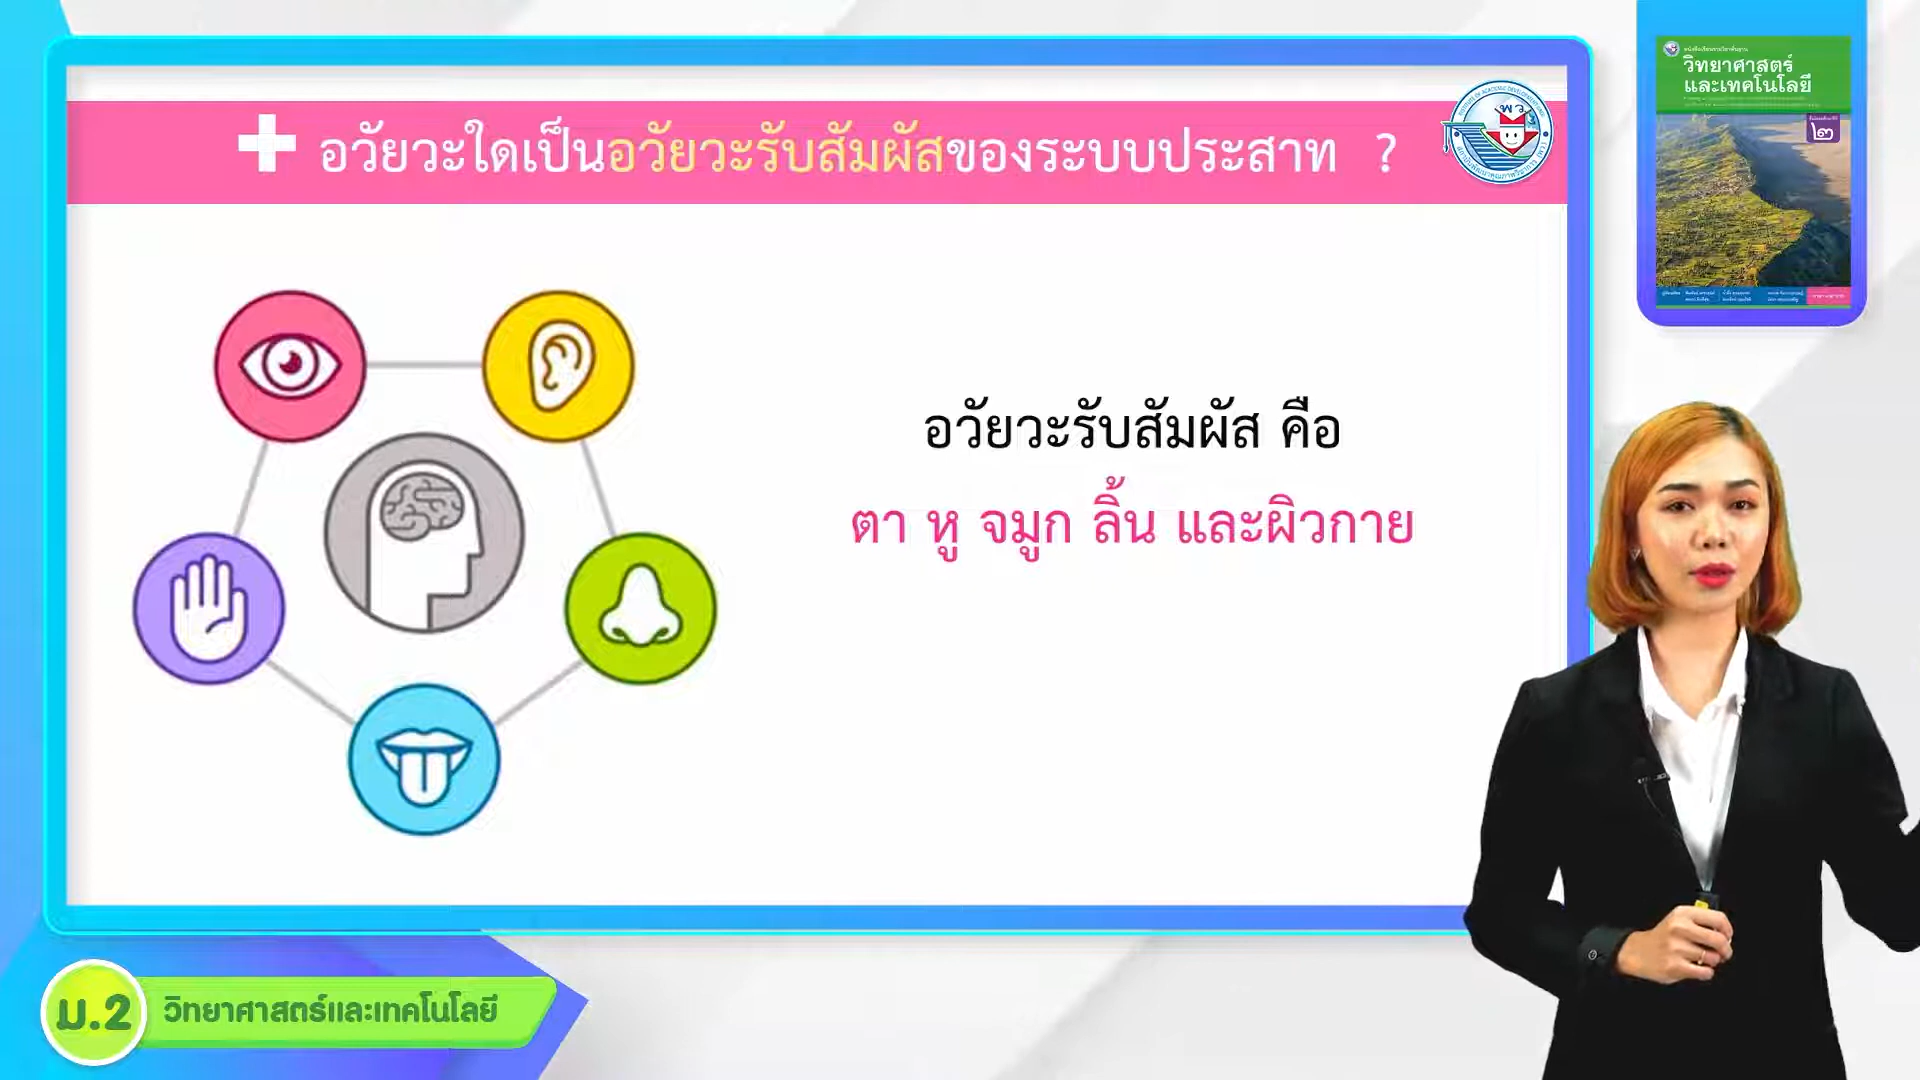 อวัยวะใดเป็นอวัยวะรับสัมผัสของระบบประสาท ?
พว
วิทยาศาสตร์
และเทคโนโลยี
๒
อวัยวะรับสัมผัส คือ
ตา หู จมูก ลิ้น และผิวกาย
ม.2 วิทยาศาสตร์และเทคโนโลยี